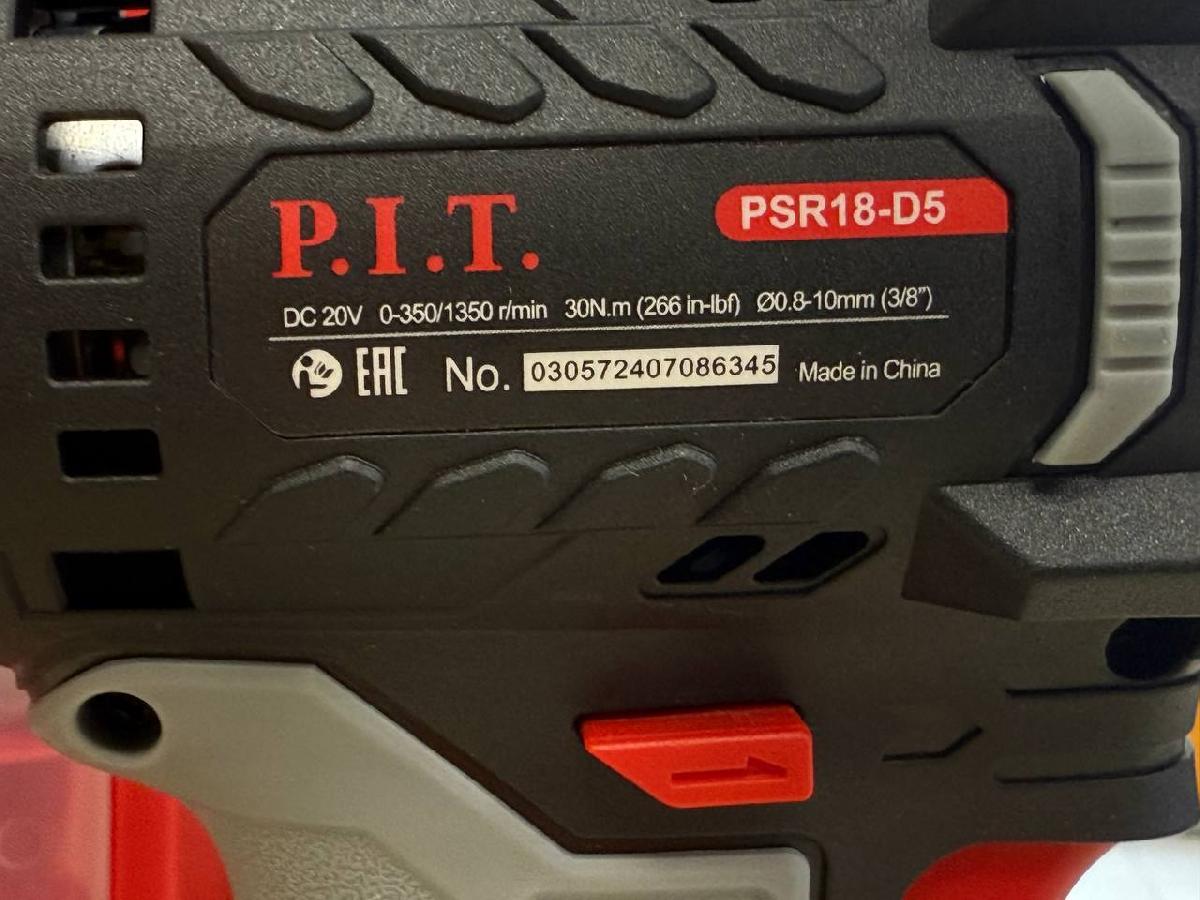 P.I.T.
PSR18-D5
DC 20V 0-350/1350 r/min 30N.m (266 in-lbf) Ø0.8-10mm (3/8”)
EAC No. 030572407086345 Made in China